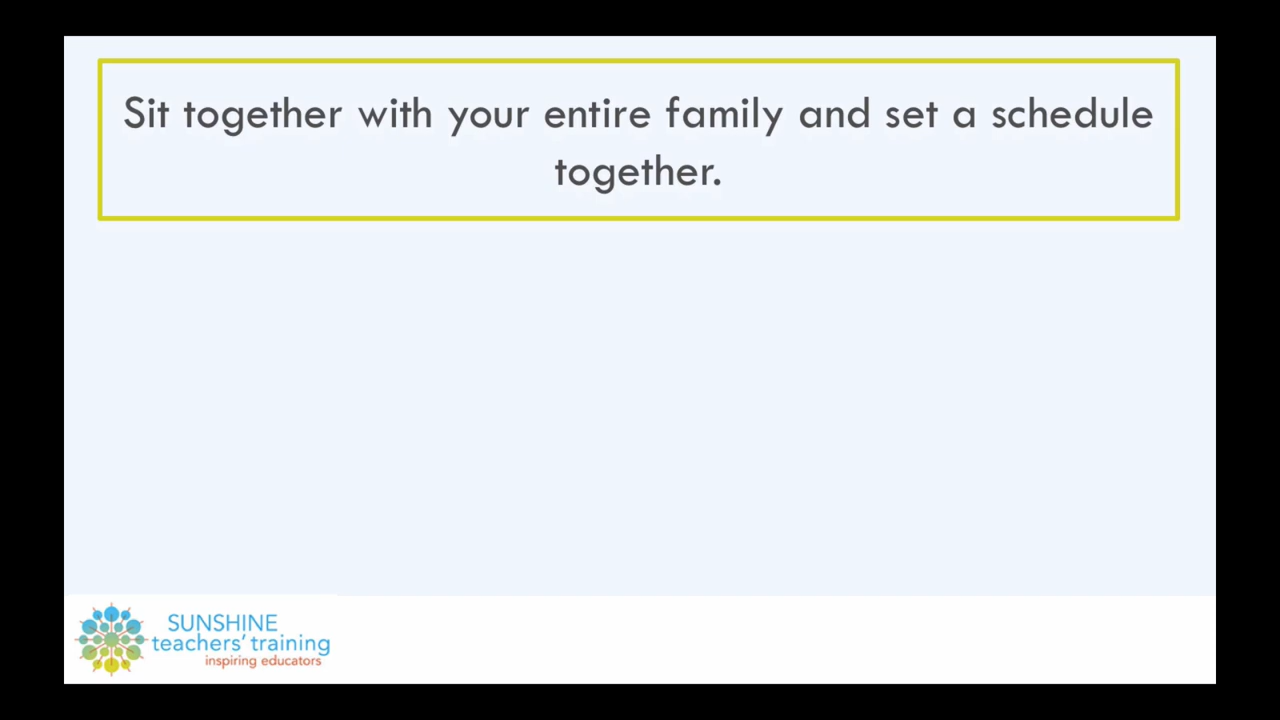 Sit together with your entire family and set a schedule
together.
SUNSHINE
teachers' training
inspiring educators